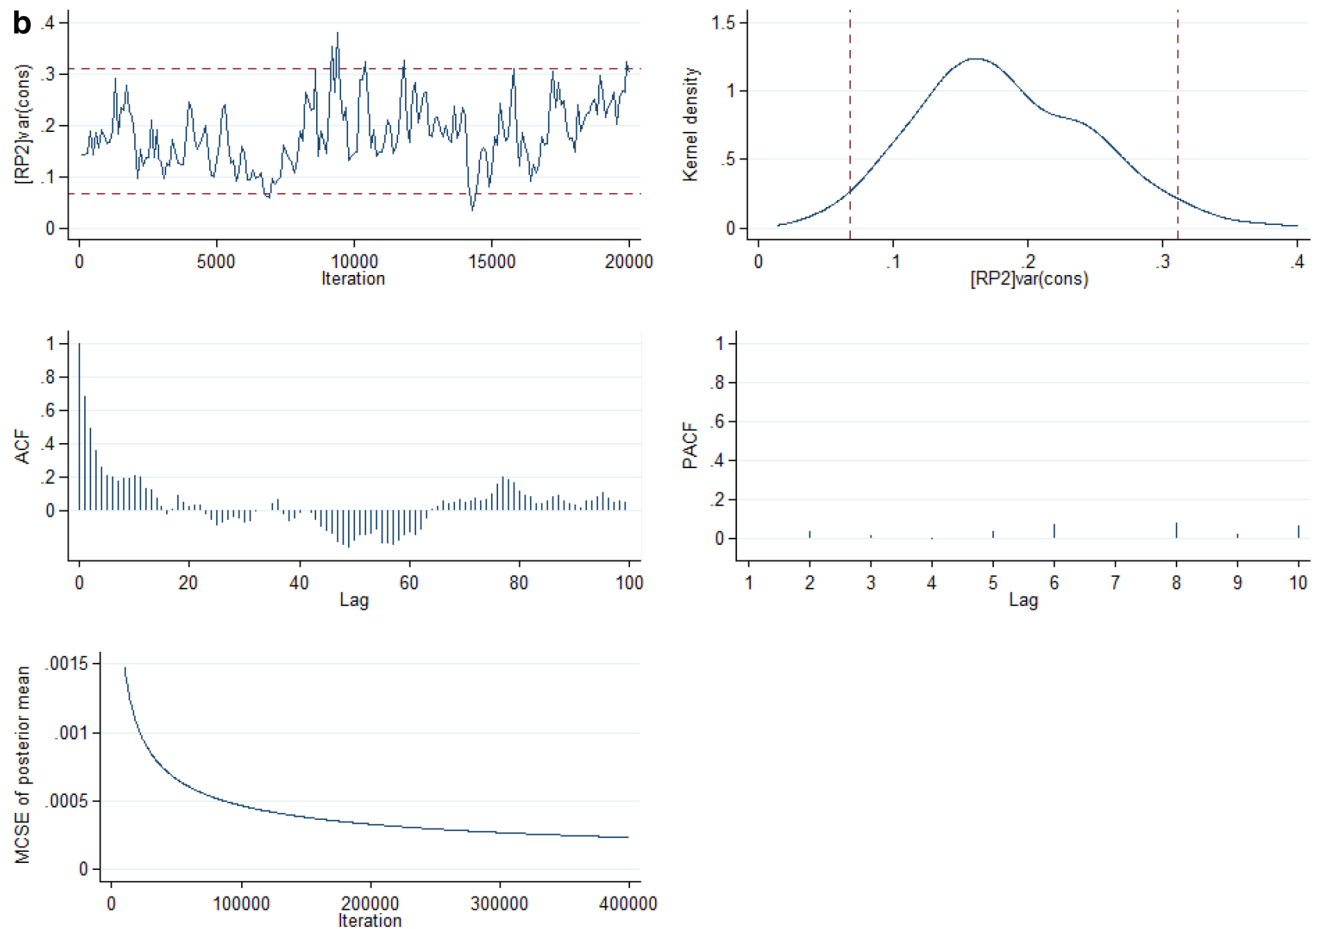 b
[RP2]var(cons)
.4
.3
.2
.1
0
0 5000 10000 15000 20000
Iteration
Kernel density
1.5
1
.5
0
0 .1 .2 .3 .4
[RP2]var(cons)
ACF
1
.8
.6
.4
.2
0
0 20 40 60 80 100
Lag
PACF
1
.8
.6
.4
.2
0
1 2 3 4 5 6 7 8 9 10
Lag
MCSE of posterior mean
.0015
.001
.0005
0
0 100000 200000 300000 400000
Iteration